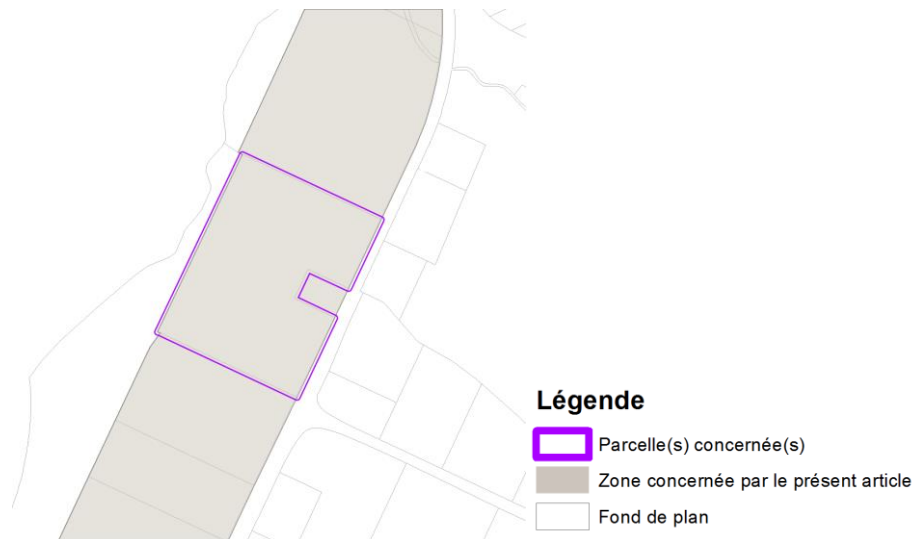 Légende
Parcelle(s) concernée(s)
Zone concernée par le présent article
Fond de plan